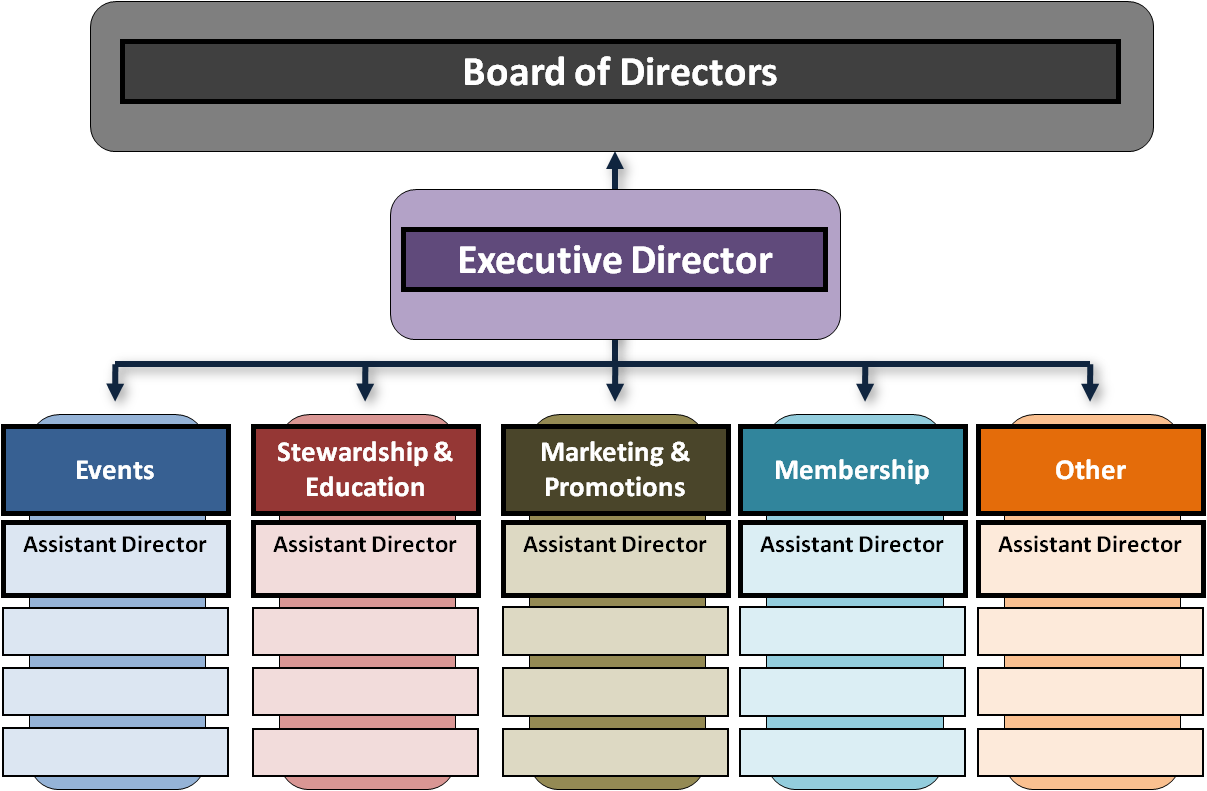 Board of Directors
Executive Director
Events
Stewardship &
Education
Marketing &
Promotions
Membership
Other
Assistant Director
Assistant Director
Assistant Director
Assistant Director
Assistant Director